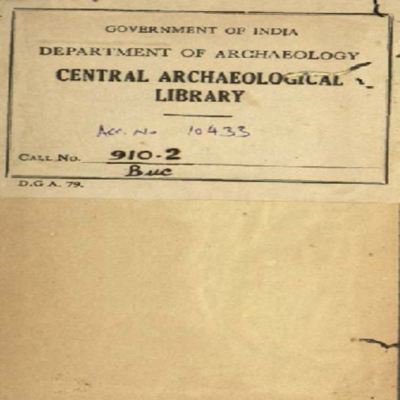 GOVERNMENT OF INDIA
DEPARTMENT OF ARCHAEOLOGY
CENTRAL ARCHAEOLOGICAL
LIBRARY
Acc. No 10433
CALL No. 910.2
Buc
D.G A. 79.